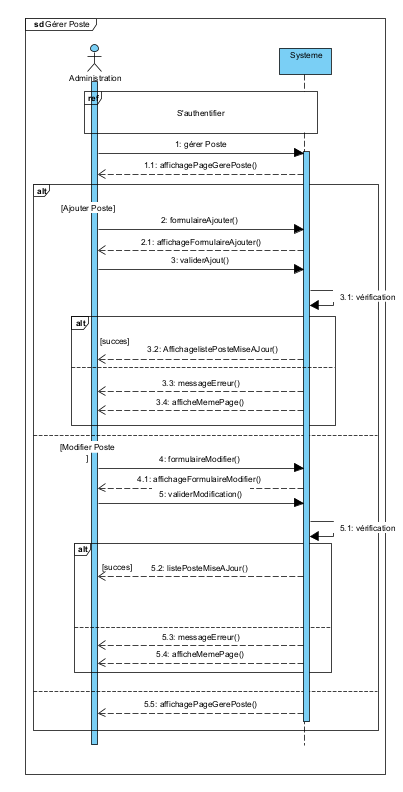 sd Gérer Poste
Systeme
Administration
ref
S'authentifier
1: gérer Poste
1.1: affichagePageGerePoste()
alt
[Ajouter Poste]
2: formulaireAjouter()
2.1: affichageFormulaireAjouter()
3: validerAjout()
3.1: vérification
alt
[succes]
3.2: AffichagelistePosteMiseAJour()
3.3: messageErreur()
3.4: afficheMemePage()
[Modifier Poste
]
4: formulaireModifier()
4.1: affichageFormulaireModifier()
5: validerModification()
5.1: vérification
alt
[succes]
5.2: listePosteMiseAJour()
5.3: messageErreur()
5.4: afficheMemePage()
5.5: affichagePageGerePoste()